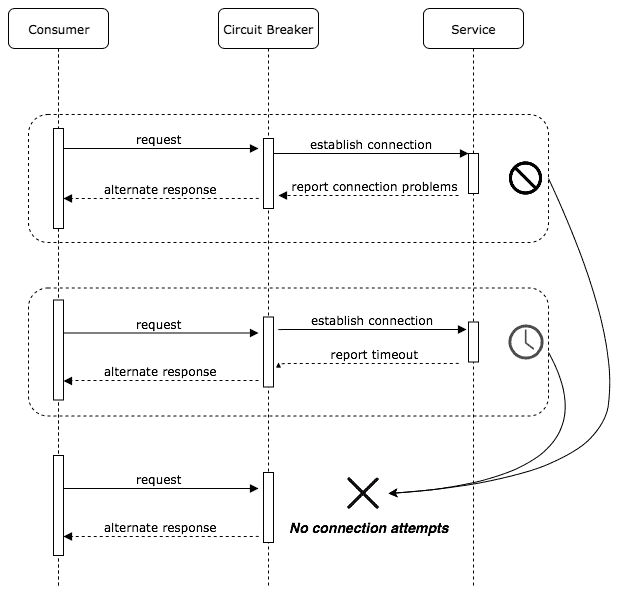 Consumer
Circuit Breaker
Service
request
establish connection
report connection problems
alternate response
request
establish connection
report timeout
alternate response
request
No connection attempts
alternate response